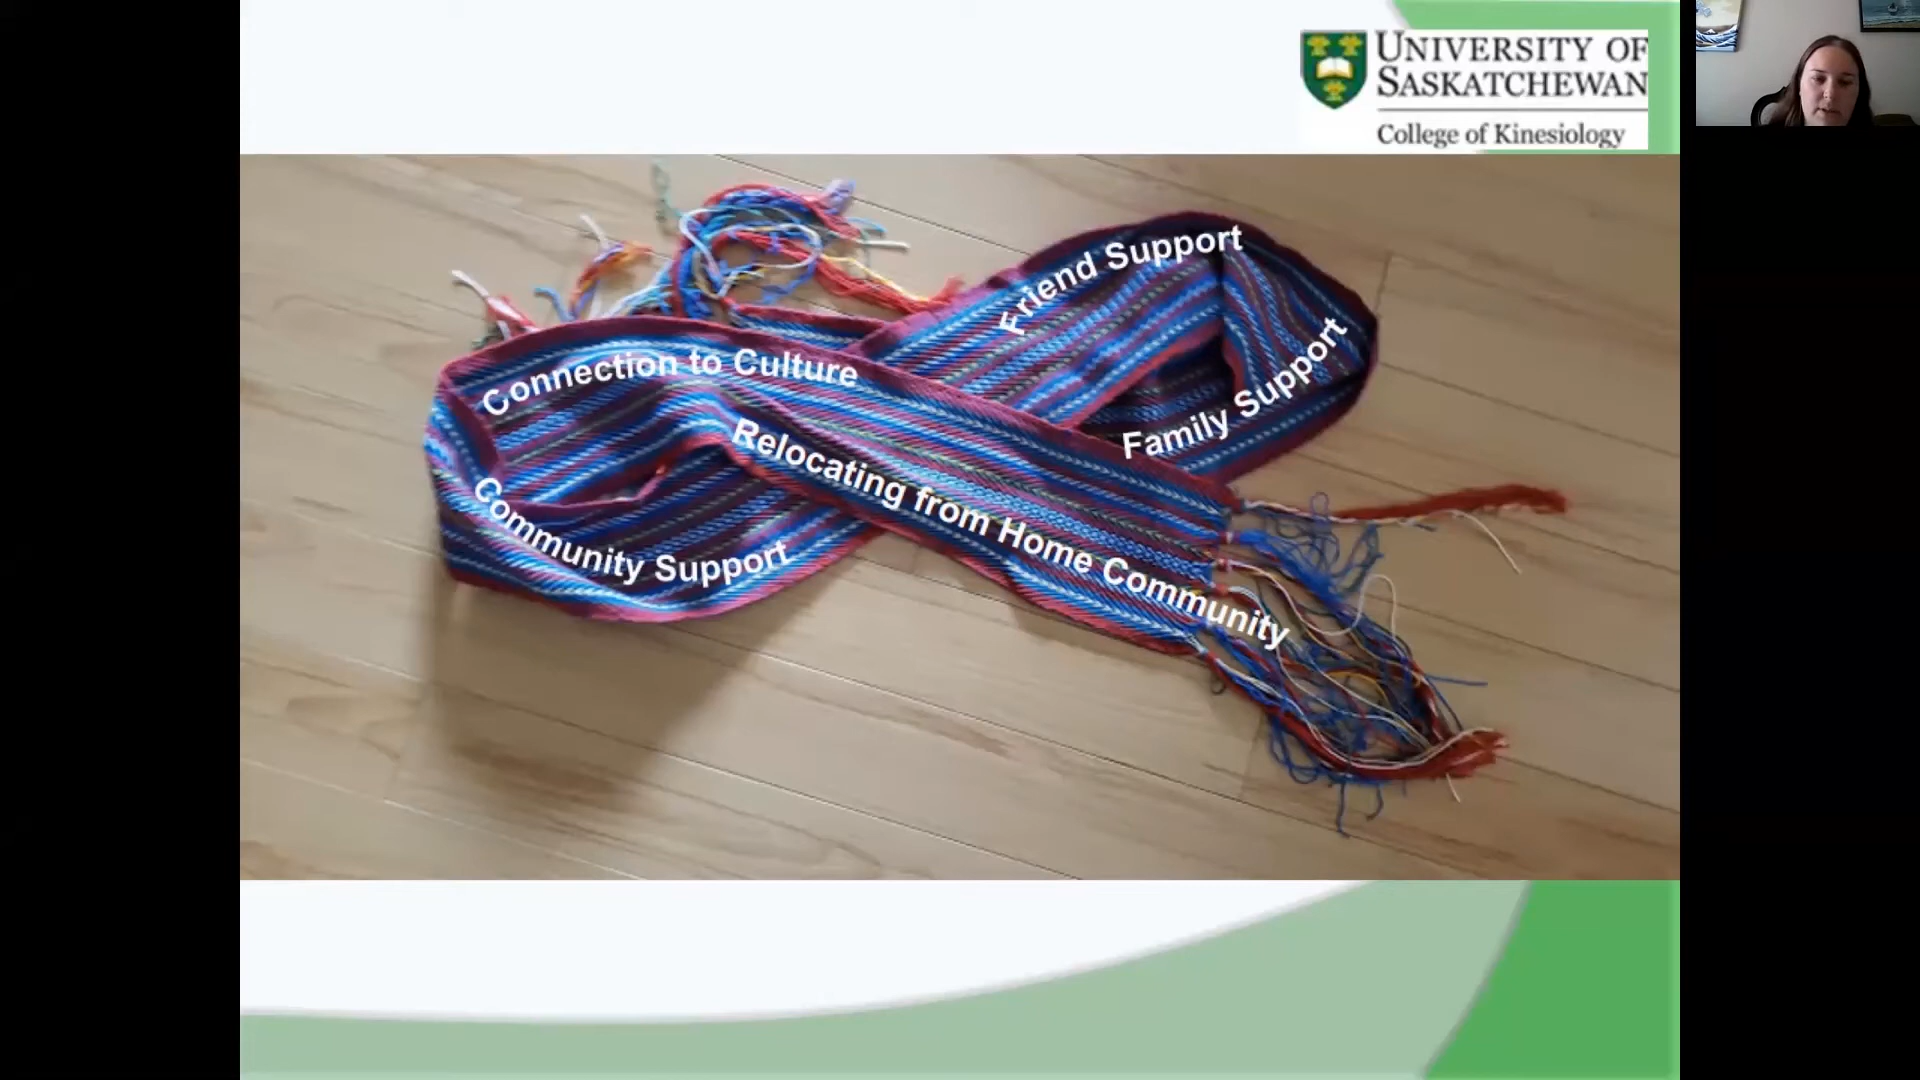 UNIVERSITY OF
SASKATCHEWAN
College of Kinesiology
Friend Support
Connection to Culture
Family Support
Relocating from Home Community
Community Support